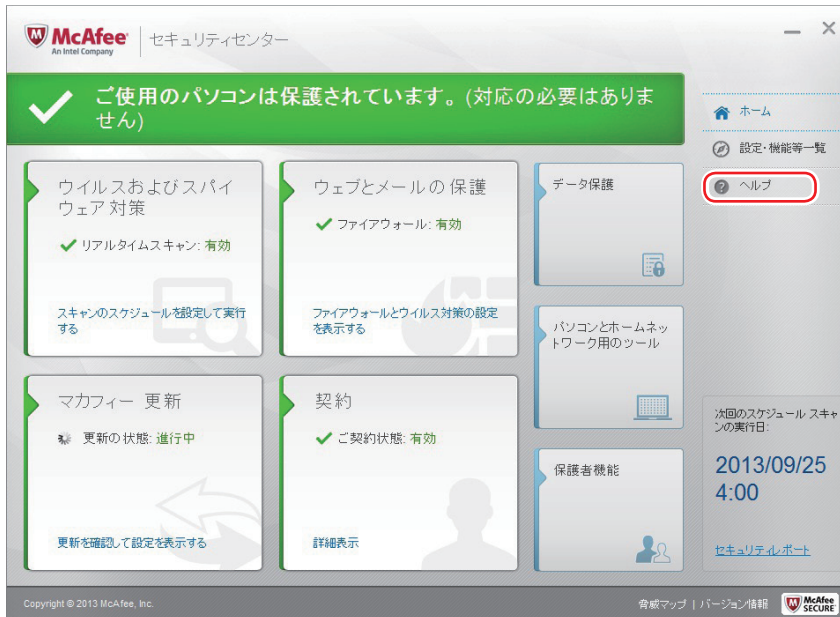 McAfee
An Intel Company
セキュリティセンター
ご使用のパソコンは保護されています。(対応の必要はありま
せん)
ホーム
設定・機能等一覧
ヘルプ
ウイルスおよびスパイ
ウェア対策
リアルタイムスキャン: 有効
スキャンのスケジュールを設定して実行
する
ウェブとメールの保護
ファイアウォール: 有効
ファイアウォールとウイルス対策の設定
を表示する
データ保護
パソコンとホームネッ
トワーク用のツール
マカフィー 更新
更新の状態: 進行中
更新を確認して設定を表示する
契約
ご契約状態: 有効
詳細表示
保護者機能
次回のスケジュール スキャ
ンの実行日:
2013/09/25
4:00
セキュリティレポート
Copyright © 2013 McAfee, Inc.
脅威マップ | バージョン情報
McAfee
SECURE